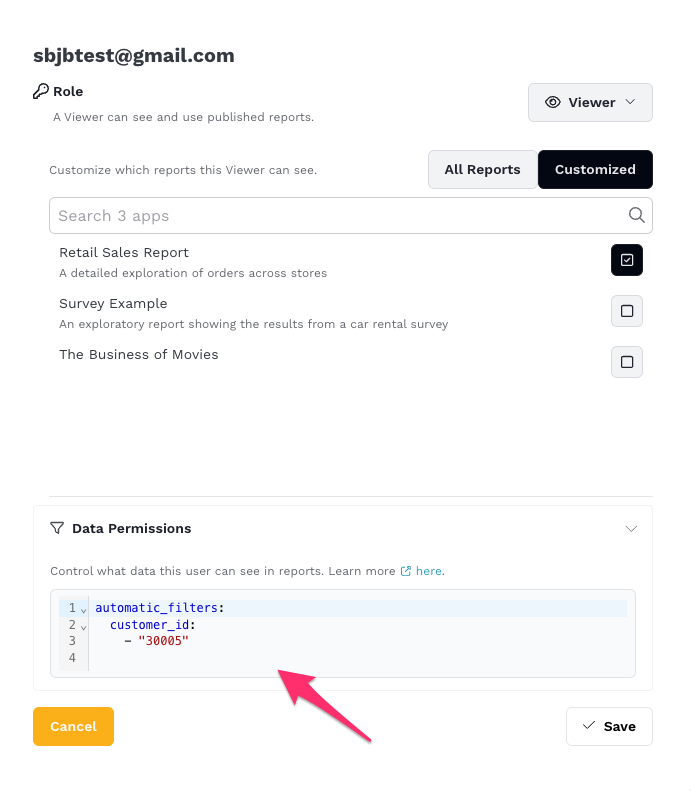 sbjbtest@gmail.com
Role
Viewer
A Viewer can see and use published reports.
Customize which reports this Viewer can see.
All Reports
Customized
Search 3 apps
Retail Sales Report
A detailed exploration of orders across stores
Survey Example
An exploratory report showing the results from a car rental survey
The Business of Movies
Data Permissions
Control what data this user can see in reports. Learn more here.
1 automatic_filters:
2 customer_id:
3 - "30005"
4
Cancel
Save